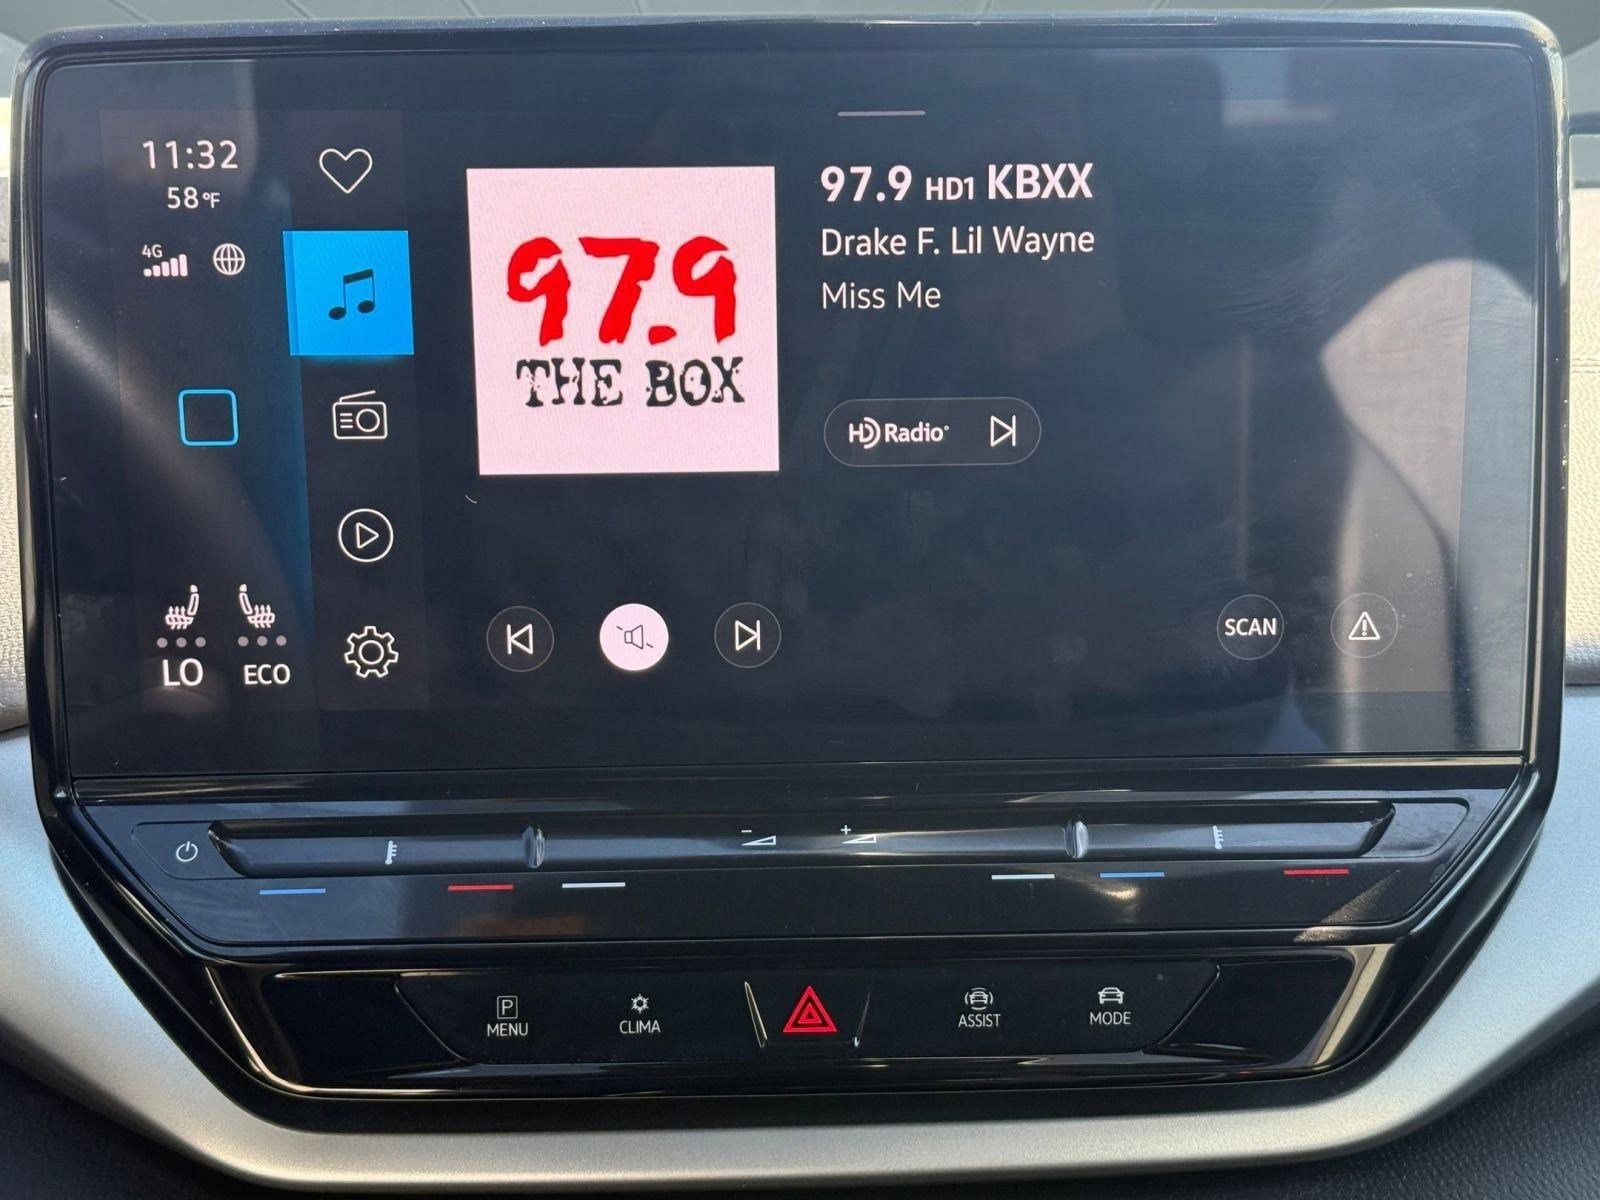 11:32
58 °F
4G
97.9
THE BOX
97.9 HD1 KBXX
Drake F. Lil Wayne
Miss Me
HD Radio
LO
ECO
SCAN
-
+
P
MENU
CLIMA
ASSIST
MODE